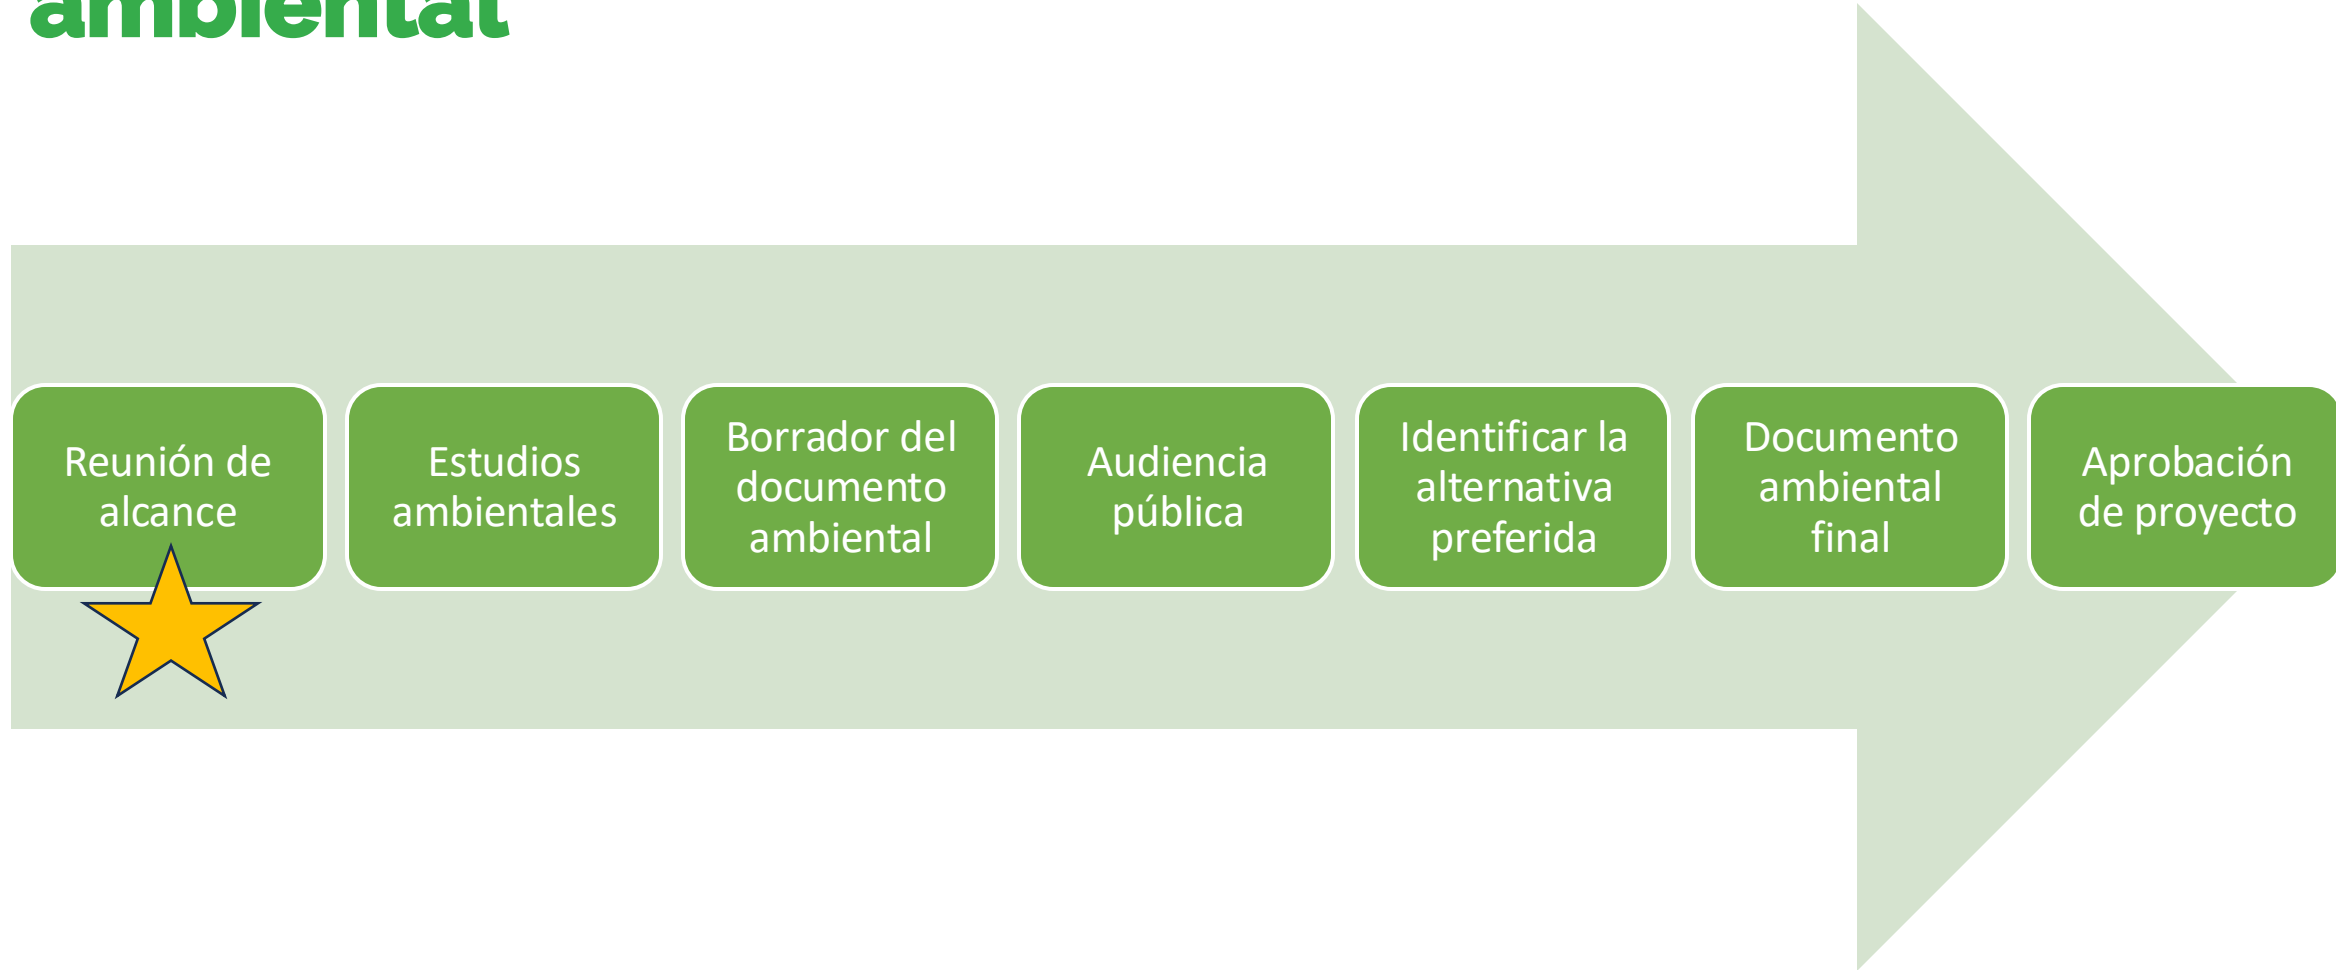 ambiental
Reunión de
alcance
Estudios
ambientales
Borrador del
documento
ambiental
Audiencia
pública
Identificar la
alternativa
preferida
Documento
ambiental
final
Aprobación
de proyecto